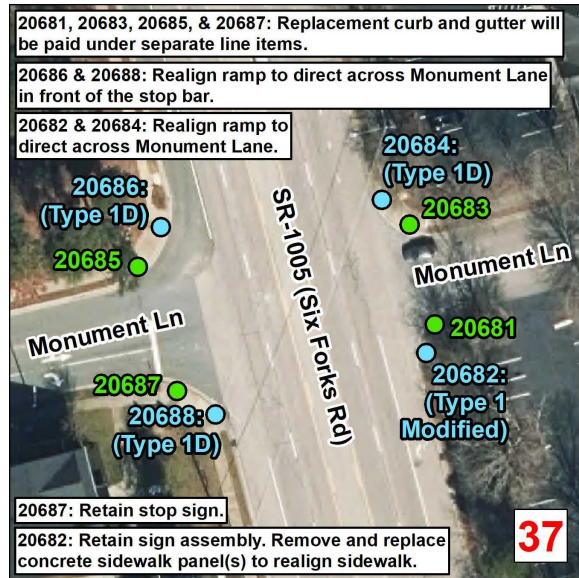 20681, 20683, 20685, & 20687: Replacement curb and gutter will
be paid under separate line items.
20686 & 20688: Realign ramp to direct across Monument Lane
in front of the stop bar.
20682 & 20684: Realign ramp to
direct across Monument Lane.
20684:
(Type 1D)
20686:
(Type 1D)
20683
20685
SR-1005 (Six Forks Rd)
Monument Ln
Monument Ln
20681
20682:
(Type 1
Modified)
20687
20688:
(Type 1D)
20687: Retain stop sign.
20682: Retain sign assembly. Remove and replace
concrete sidewalk panel(s) to realign sidewalk.
37